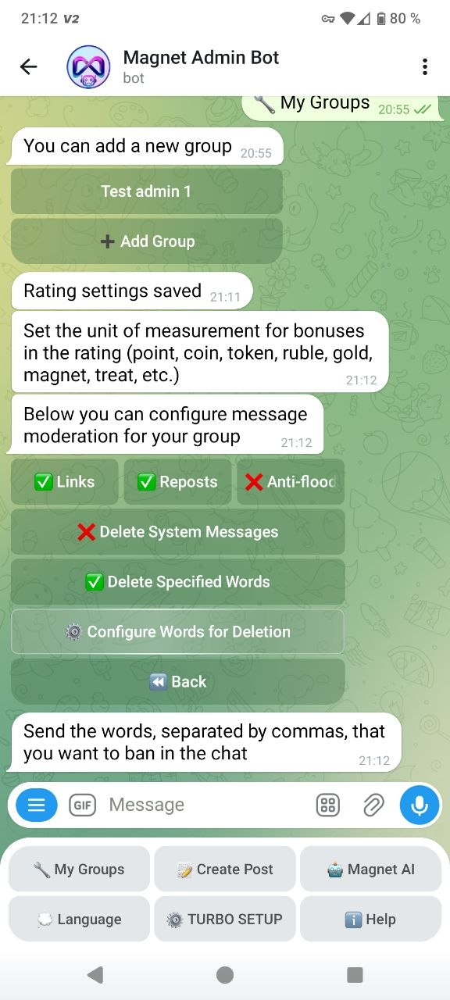 21:12 V2
80 %
Magnet Admin Bot
bot
My Groups 20:55
You can add a new group 20:55
Test admin 1
Add Group
Rating settings saved 21:11
Set the unit of measurement for bonuses
in the rating (point, coin, token, ruble, gold,
magnet, treat, etc.) 21:12
Below you can configure message
moderation for your group 21:12
Links Reposts Anti-flood
Delete System Messages
Delete Specified Words
Configure Words for Deletion
Back
Send the words, separated by commas, that
you want to ban in the chat 21:12
GIF Message
My Groups Create Post Magnet AI
Language TURBO SETUP Help